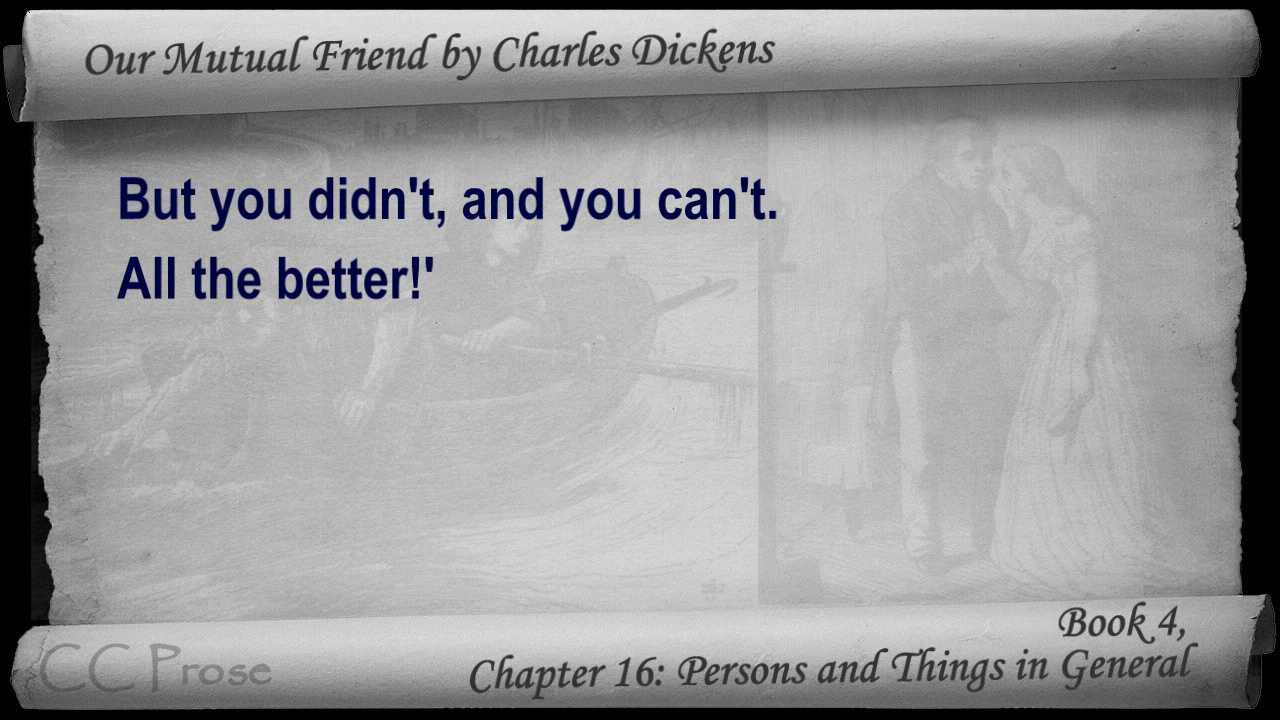 Our Mutual Friend by Charles Dickens
But you didn't, and you can't.
All the better!'
Book 4,
CC Prose
Chapter 16: Persons and Things in General